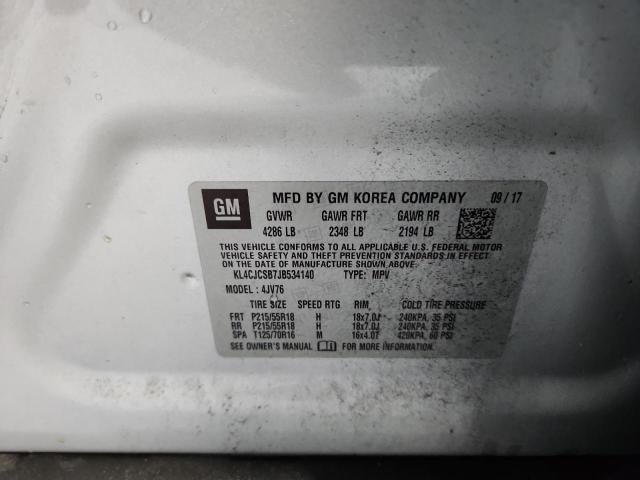 GM
MFD BY GM KOREA COMPANY 09/17
GVWR GAWR FRT GAWR RR
4286 LB 2348 LB 2194 LB
THIS VEHICLE CONFORMS TO ALL APPLICABLE U.S. FEDERAL MOTOR
VEHICLE SAFETY AND THEFT PREVENTION STANDARDS
IN EFFECT ON THE DATE OF MANUFACTURE SHOWN ABOVE.
KL4CJCSB7JB534140 TYPE: MPV
MODEL: 4JV76
TIRE SIZE SPEED RTG RIM COLD TIRE PRESSURE
FRT P215/55R18 H 18x7.0J 240KPA, 35 PSI
RR P215/55R18 H 18x7.0J 240KPA, 35 PSI
SPA T125/70R16 M 16x4.0T 420KPA, 60 PSI
SEE OWNER'S MANUAL FOR MORE INFORMATION.